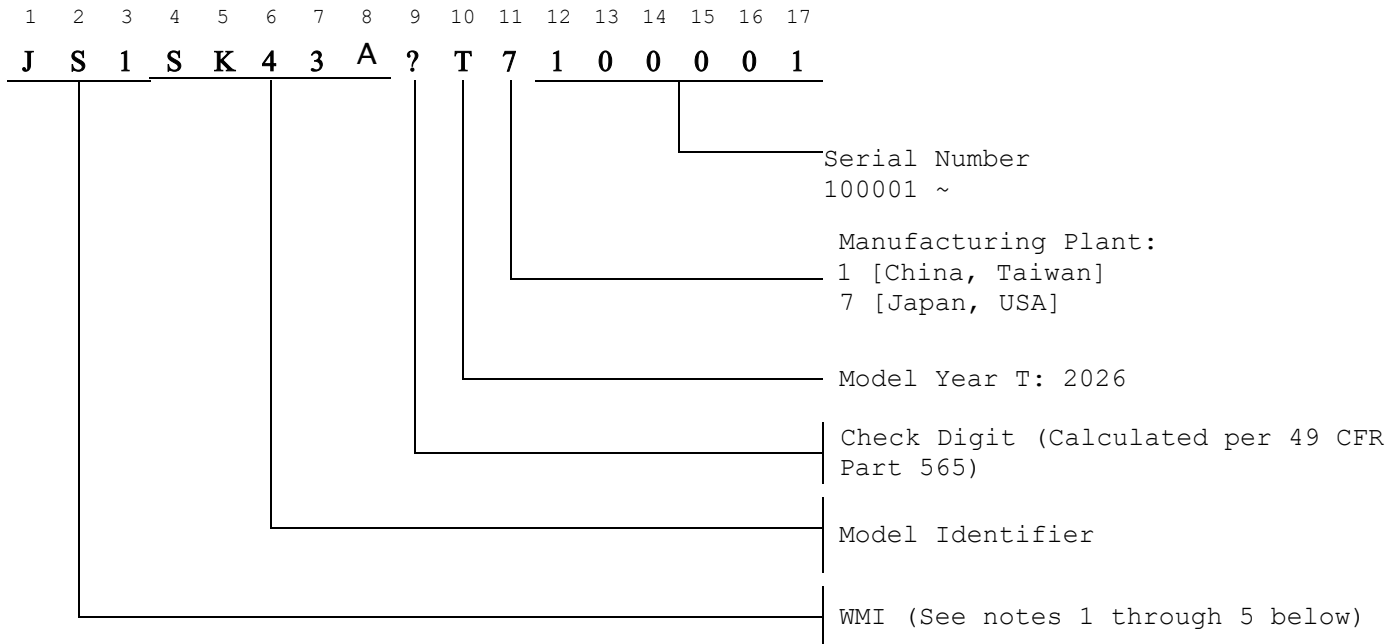 1 2 3 4 5 6 7 8 9 10 11 12 13 14 15 16 17
J S 1 S K 4 3 A ? T 7 1 0 0 0 0 1
Serial Number
100001 ~
Manufacturing Plant:
1 [China, Taiwan]
7 [Japan, USA]
Model Year T: 2026
Check Digit (Calculated per 49 CFR
Part 565)
Model Identifier
WMI (See notes 1 through 5 below)